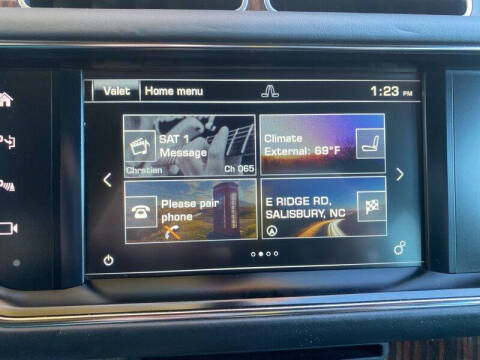 Valet
Home menu
1:23 PM
SAT 1
Message
Chrstian
Ch 065
Climate
External: 69°F
Please pair
phone
E RIDGE RD,
SALISBURY, NC